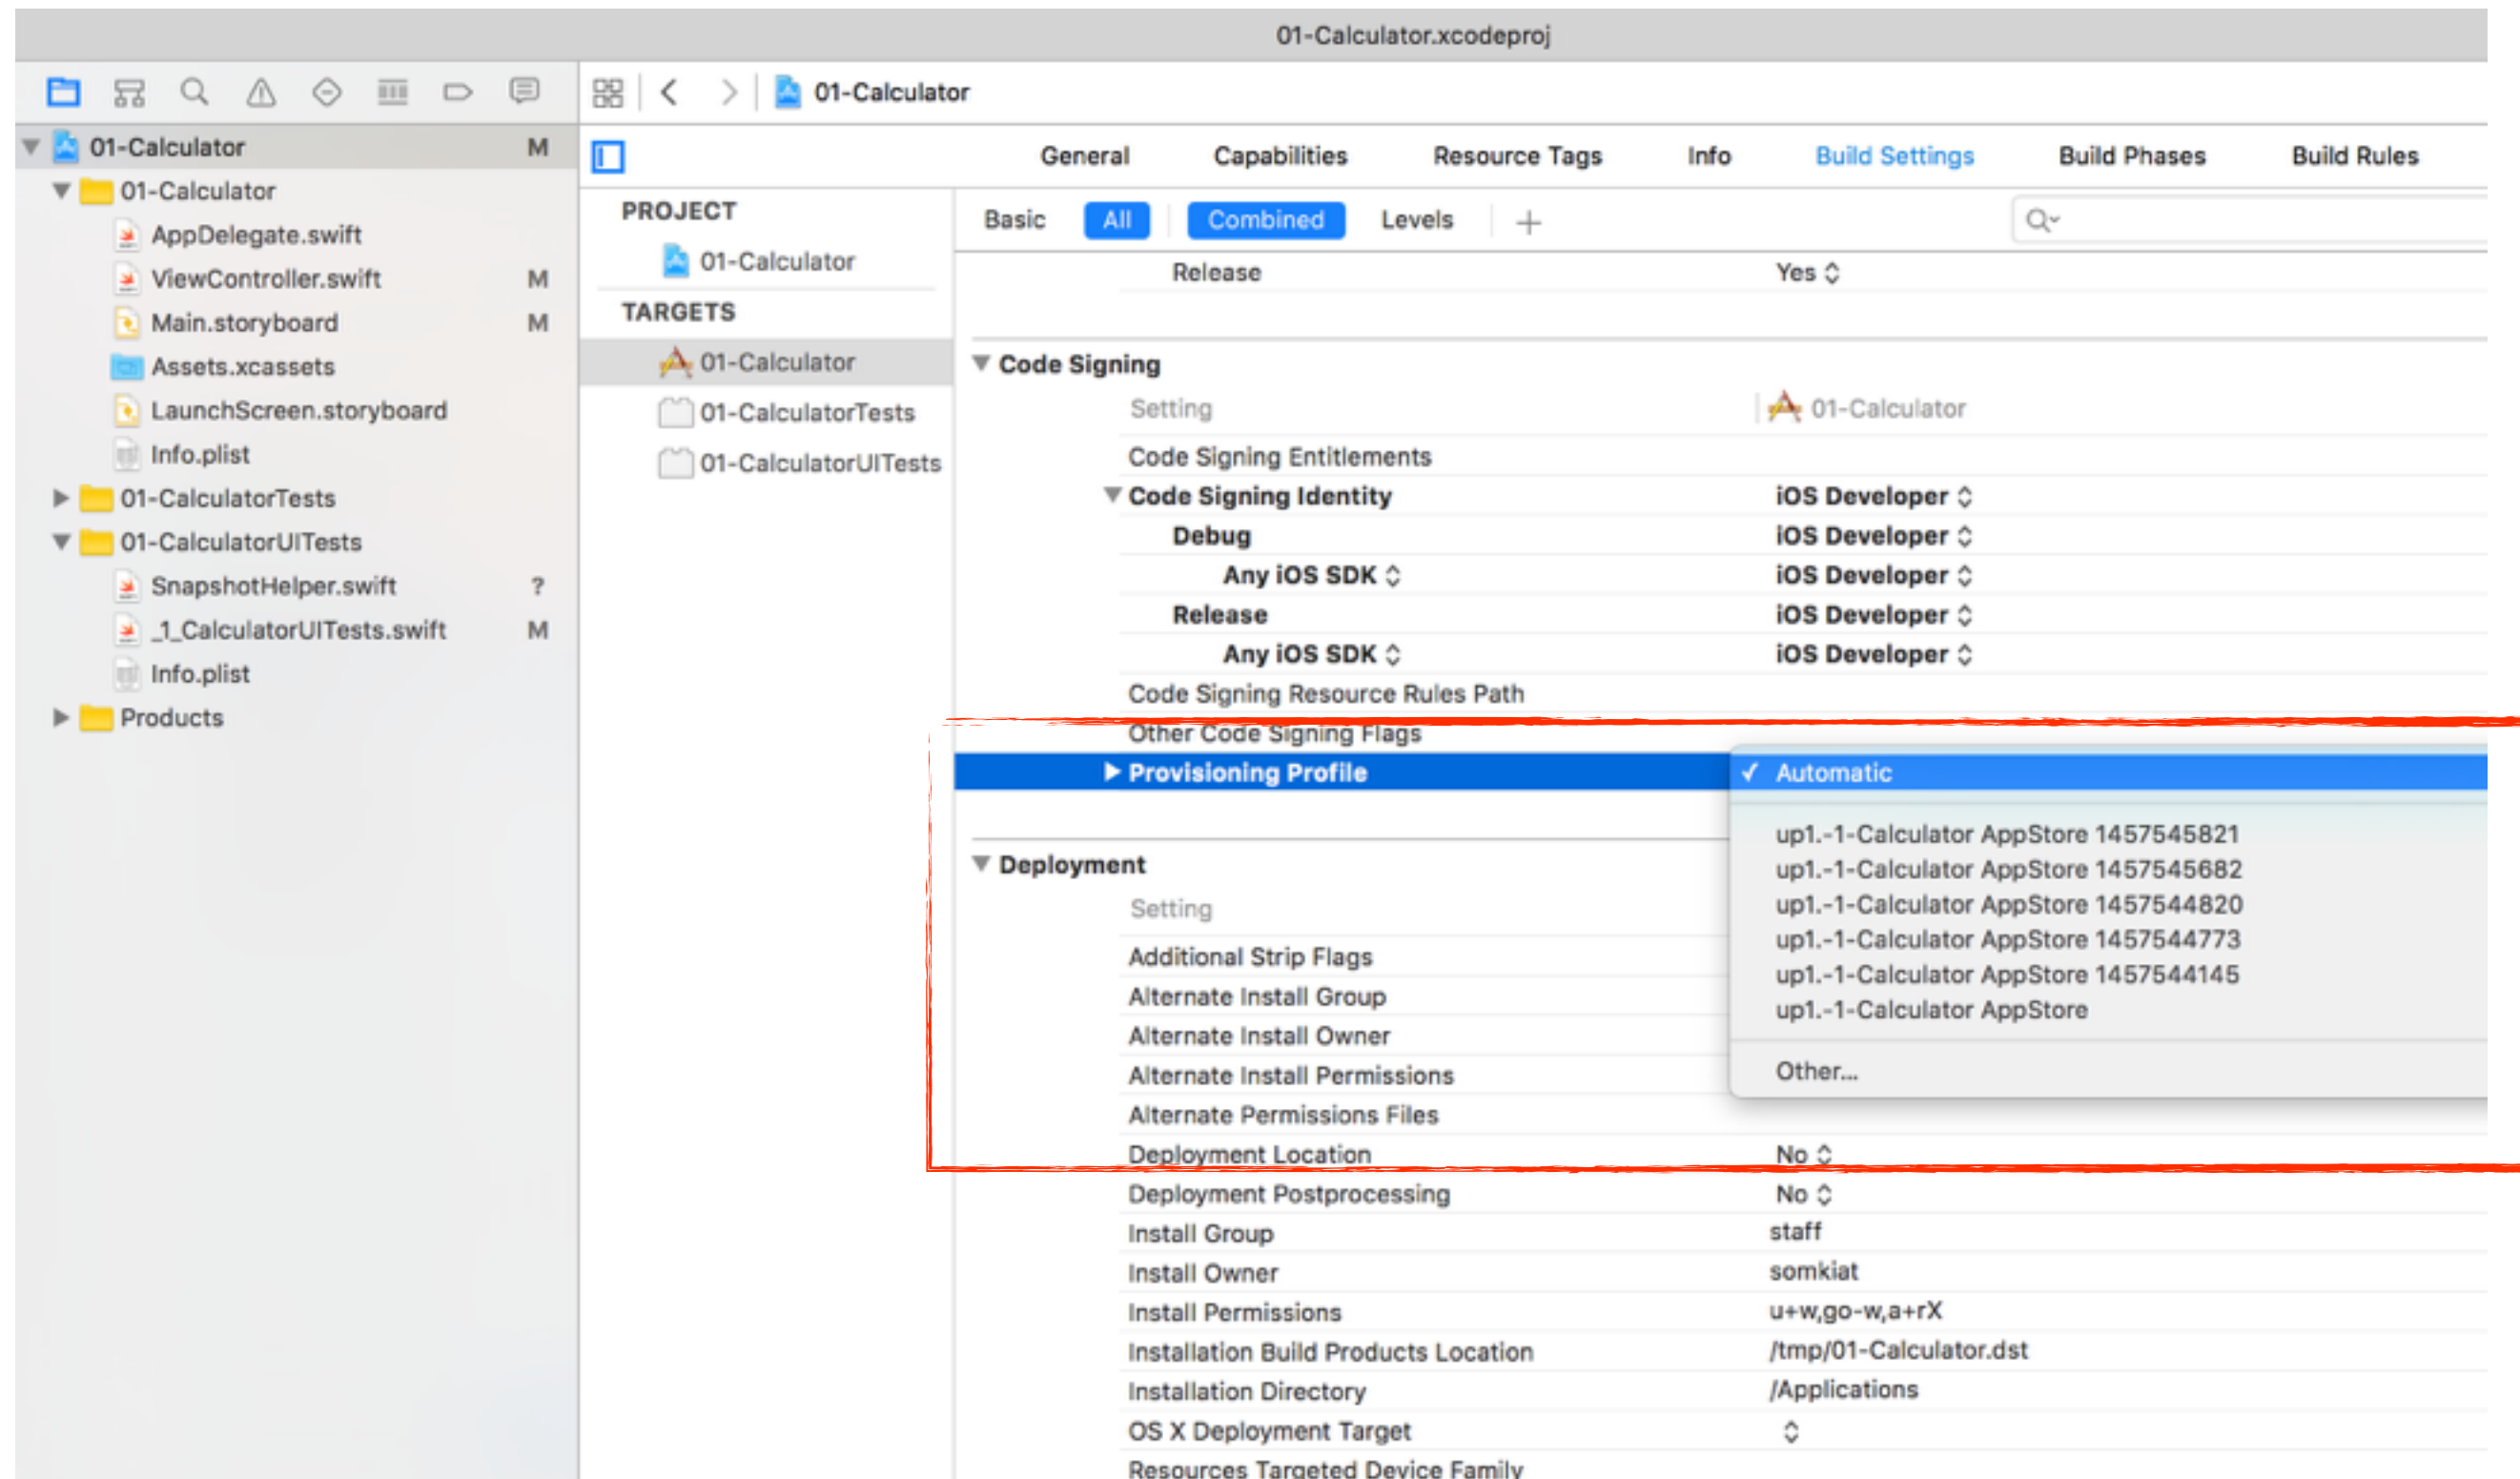 01-Calculator.xcodeproj
01-Calculator
01-Calculator M
01-Calculator
AppDelegate.swift
ViewController.swift M
Main.storyboard M
Assets.xcassets
LaunchScreen.storyboard
Info.plist
01-CalculatorTests
01-CalculatorUITests
SnapshotHelper.swift ?
_1_CalculatorUITests.swift M
Info.plist
Products
General Capabilities Resource Tags Info Build Settings Build Phases Build Rules
PROJECT
01-Calculator
TARGETS
01-Calculator
01-CalculatorTests
01-CalculatorUITests
Basic All Combined Levels +
Release Yes
Code Signing
Setting 01-Calculator
Code Signing Entitlements
Code Signing Identity iOS Developer
Debug iOS Developer
Any iOS SDK iOS Developer
Release iOS Developer
Any iOS SDK iOS Developer
Code Signing Resource Rules Path
Other Code Signing Flags
Provisioning Profile ✓ Automatic
up1.-1-Calculator AppStore 1457545821
up1.-1-Calculator AppStore 1457545682
up1.-1-Calculator AppStore 1457544820
up1.-1-Calculator AppStore 1457544773
up1.-1-Calculator AppStore 1457544145
up1.-1-Calculator AppStore
Other...
Deployment
Setting
Additional Strip Flags
Alternate Install Group
Alternate Install Owner
Alternate Install Permissions
Alternate Permissions Files
Deployment Location No
Deployment Postprocessing No
Install Group staff
Install Owner somkiat
Install Permissions u+w,go-w,a+rX
Installation Build Products Location /tmp/01-Calculator.dst
Installation Directory /Applications
OS X Deployment Target
Resources Targeted Device Family